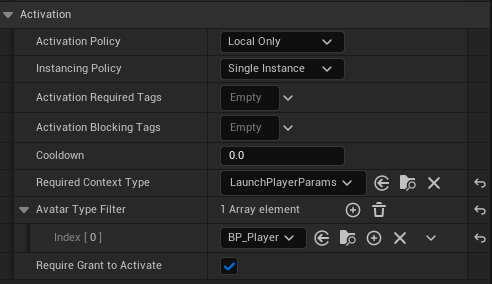 Activation
Activation Policy Local Only
Instancing Policy Single Instance
Activation Required Tags Empty
Activation Blocking Tags Empty
Cooldown 0.0
Required Context Type LaunchPlayerParams
Avatar Type Filter 1 Array element
Index [ 0 ] BP_Player
Require Grant to Activate